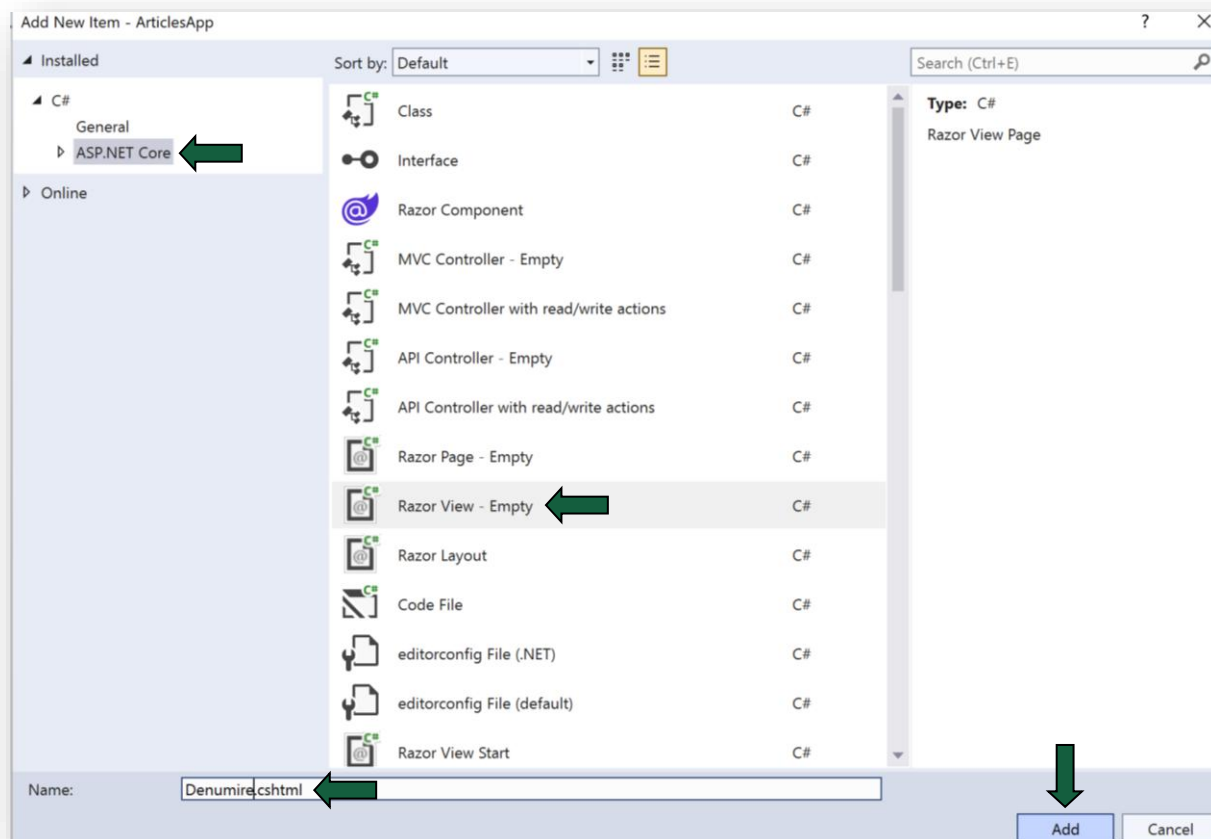 Add New Item - ArticlesApp
?
Installed
Sort by: Default
Search (Ctrl+E)
C#
General
ASP.NET Core
Online
Class C#
Interface C#
Razor Component C#
MVC Controller - Empty C#
MVC Controller with read/write actions C#
API Controller - Empty C#
API Controller with read/write actions C#
Razor Page - Empty C#
Razor View - Empty C#
Razor Layout C#
Code File C#
editorconfig File (.NET) C#
editorconfig File (default) C#
Razor View Start C#
Type: C#
Razor View Page
Name: Denumire.cshtml
Add Cancel